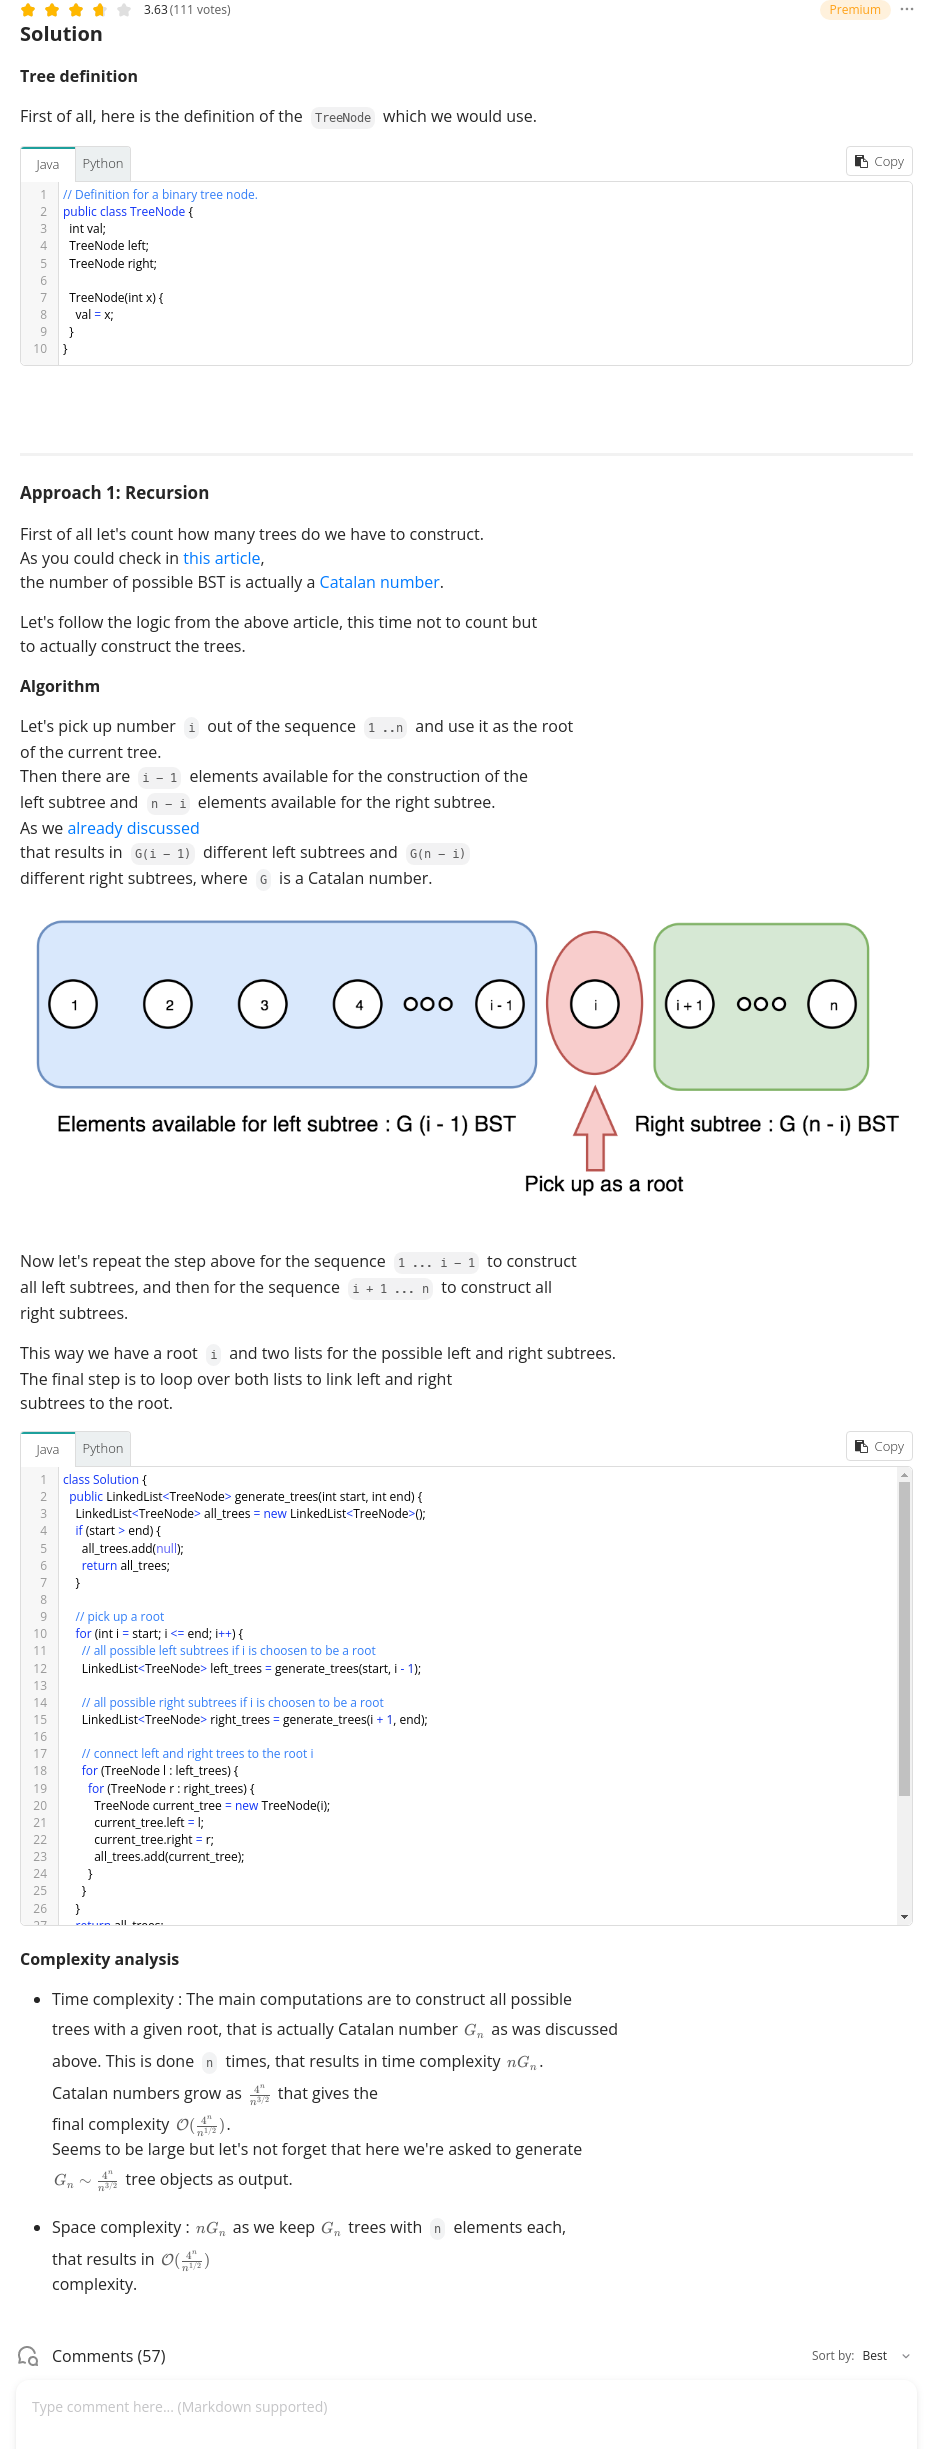 3.63 (111 votes)
Premium
Solution
Tree definition
First of all, here is the definition of the TreeNode which we would use.
Java Python Copy
1 // Definition for a binary tree node.
2 public class TreeNode {
3 int val;
4 TreeNode left;
5 TreeNode right;
6
7 TreeNode(int x) {
8 val = x;
9 }
10 }
Approach 1: Recursion
First of all let's count how many trees do we have to construct.
As you could check in this article,
the number of possible BST is actually a Catalan number.
Let's follow the logic from the above article, this time not to count but
to actually construct the trees.
Algorithm
Let's pick up number i out of the sequence 1 ..n and use it as the root
of the current tree.
Then there are i - 1 elements available for the construction of the
left subtree and n - i elements available for the right subtree.
As we already discussed
that results in G(i - 1) different left subtrees and G(n - i)
different right subtrees, where G is a Catalan number.
1 2 3 4 i - 1 i i + 1 n
Elements available for left subtree : G (i - 1) BST
Right subtree : G (n - i) BST
Pick up as a root
Now let's repeat the step above for the sequence 1 ... i - 1 to construct
all left subtrees, and then for the sequence i + 1 ... n to construct all
right subtrees.
This way we have a root i and two lists for the possible left and right subtrees.
The final step is to loop over both lists to link left and right
subtrees to the root.
Java Python Copy
1 class Solution {
2 public LinkedList<TreeNode> generate_trees(int start, int end) {
3 LinkedList<TreeNode> all_trees = new LinkedList<TreeNode>();
4 if (start > end) {
5 all_trees.add(null);
6 return all_trees;
7 }
8
9 // pick up a root
10 for (int i = start; i <= end; i++) {
11 // all possible left subtrees if i is choosen to be a root
12 LinkedList<TreeNode> left_trees = generate_trees(start, i - 1);
13
14 // all possible right subtrees if i is choosen to be a root
15 LinkedList<TreeNode> right_trees = generate_trees(i + 1, end);
16
17 // connect left and right trees to the root i
18 for (TreeNode l : left_trees) {
19 for (TreeNode r : right_trees) {
20 TreeNode current_tree = new TreeNode(i);
21 current_tree.left = l;
22 current_tree.right = r;
23 all_trees.add(current_tree);
24 }
25 }
26 }
27 return all_trees;
Complexity analysis
• Time complexity : The main computations are to construct all possible
trees with a given root, that is actually Catalan number Gₙ as was discussed
above. This is done n times, that results in time complexity nGₙ.
Catalan numbers grow as 4^n/n^{3/2} that gives the
final complexity O(4^n/n^{1/2}).
Seems to be large but let's not forget that here we're asked to generate
Gₙ ∼ 4^n/n^{3/2} tree objects as output.
• Space complexity : nGₙ as we keep Gₙ trees with n elements each,
that results in O(4^n/n^{1/2})
complexity.
Comments (57)
Sort by: Best
Type comment here... (Markdown supported)